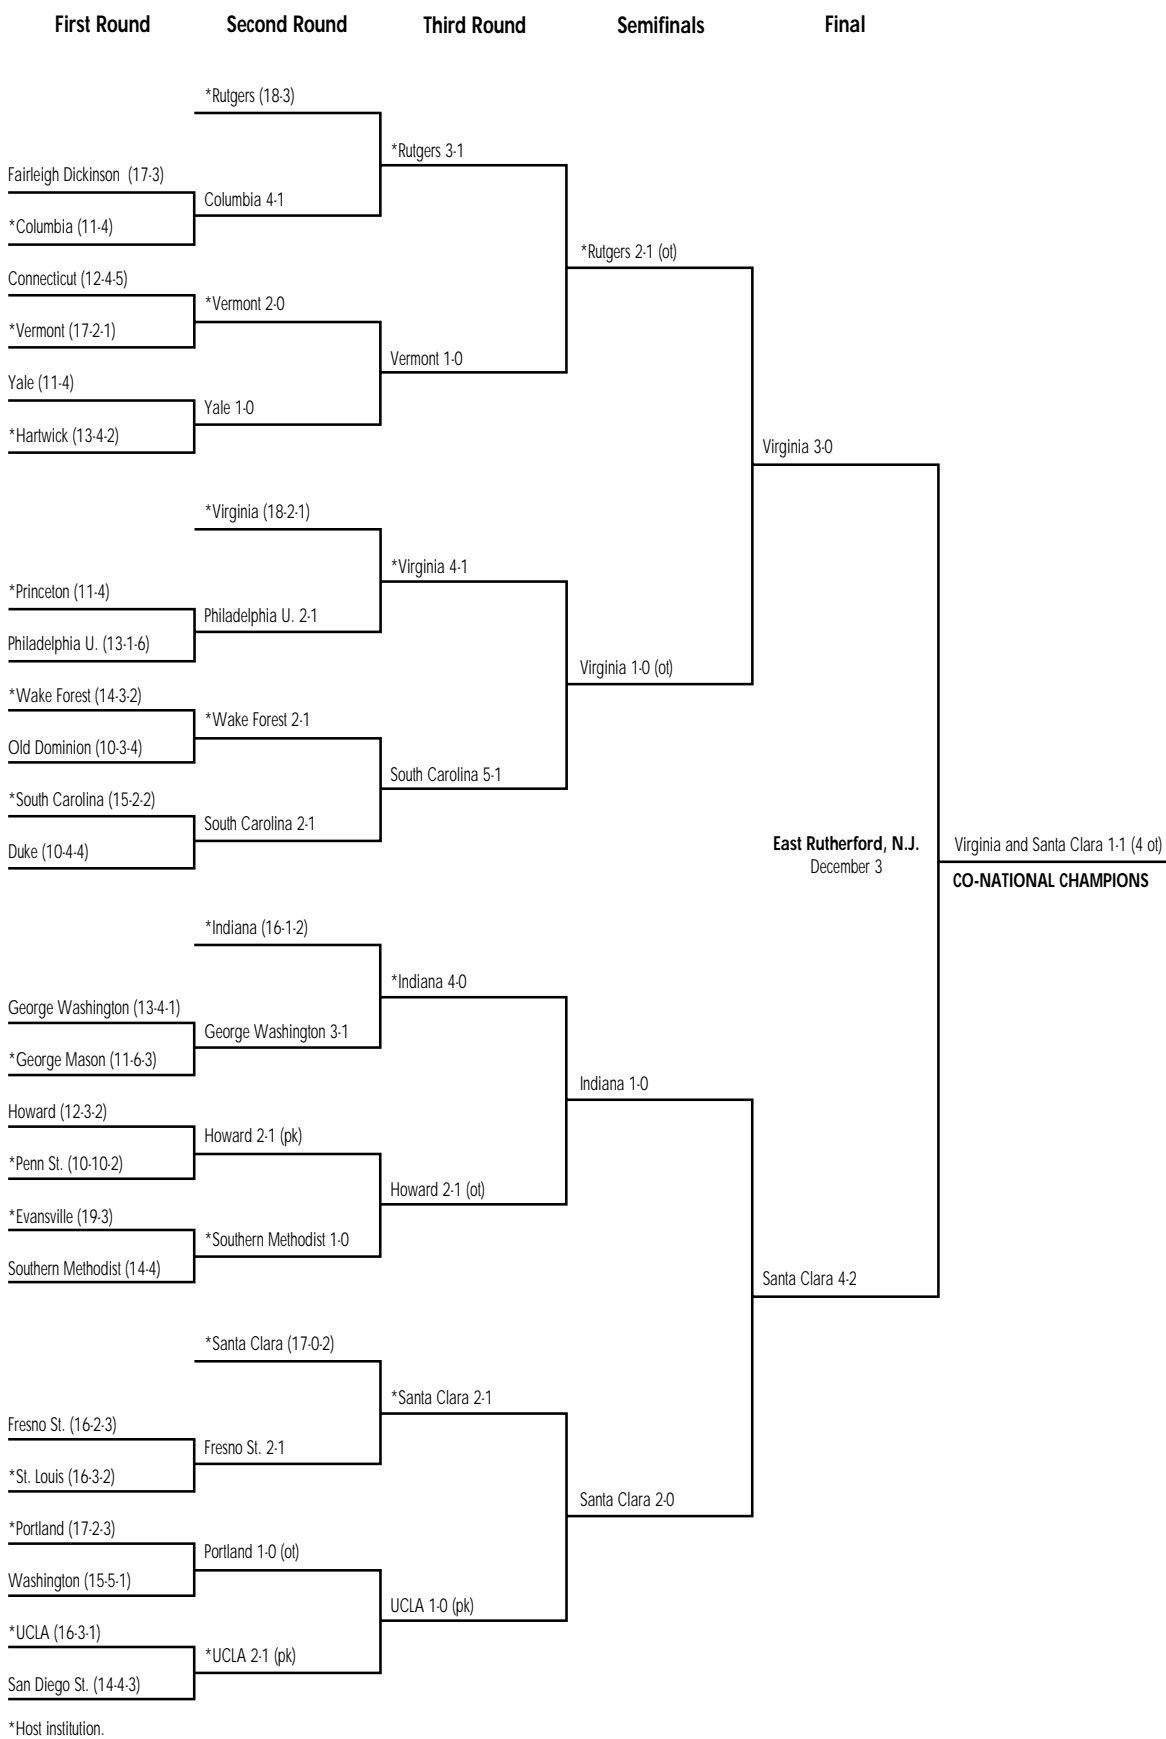 First Round
Second Round
Third Round
Semifinals
Final
*Rutgers (18-3)
Fairleigh Dickinson (17-3)
*Columbia (11-4)
Columbia 4-1
*Rutgers 3-1
Connecticut (12-4-5)
*Vermont (17-2-1)
*Vermont 2-0
Yale (11-4)
*Hartwick (13-4-2)
Yale 1-0
Vermont 1-0
*Rutgers 2-1 (ot)
*Virginia (18-2-1)
*Princeton (11-4)
Philadelphia U. (13-1-6)
Philadelphia U. 2-1
*Virginia 4-1
*Wake Forest (14-3-2)
Old Dominion (10-3-4)
*Wake Forest 2-1
*South Carolina (15-2-2)
Duke (10-4-4)
South Carolina 2-1
South Carolina 5-1
Virginia 1-0 (ot)
Virginia 3-0
*Indiana (16-1-2)
George Washington (13-4-1)
*George Mason (11-6-3)
George Washington 3-1
*Indiana 4-0
Howard (12-3-2)
*Penn St. (10-10-2)
Howard 2-1 (pk)
*Evansville (19-3)
Southern Methodist (14-4)
*Southern Methodist 1-0
Howard 2-1 (ot)
Indiana 1-0
*Santa Clara (17-0-2)
Fresno St. (16-2-3)
*St. Louis (16-3-2)
Fresno St. 2-1
*Santa Clara 2-1
*Portland (17-2-3)
Washington (15-5-1)
Portland 1-0 (ot)
*UCLA (16-3-1)
San Diego St. (14-4-3)
*UCLA 2-1 (pk)
UCLA 1-0 (pk)
Santa Clara 2-0
Santa Clara 4-2
East Rutherford, N.J.
December 3
Virginia and Santa Clara 1-1 (4 ot)
CO-NATIONAL CHAMPIONS
*Host institution.